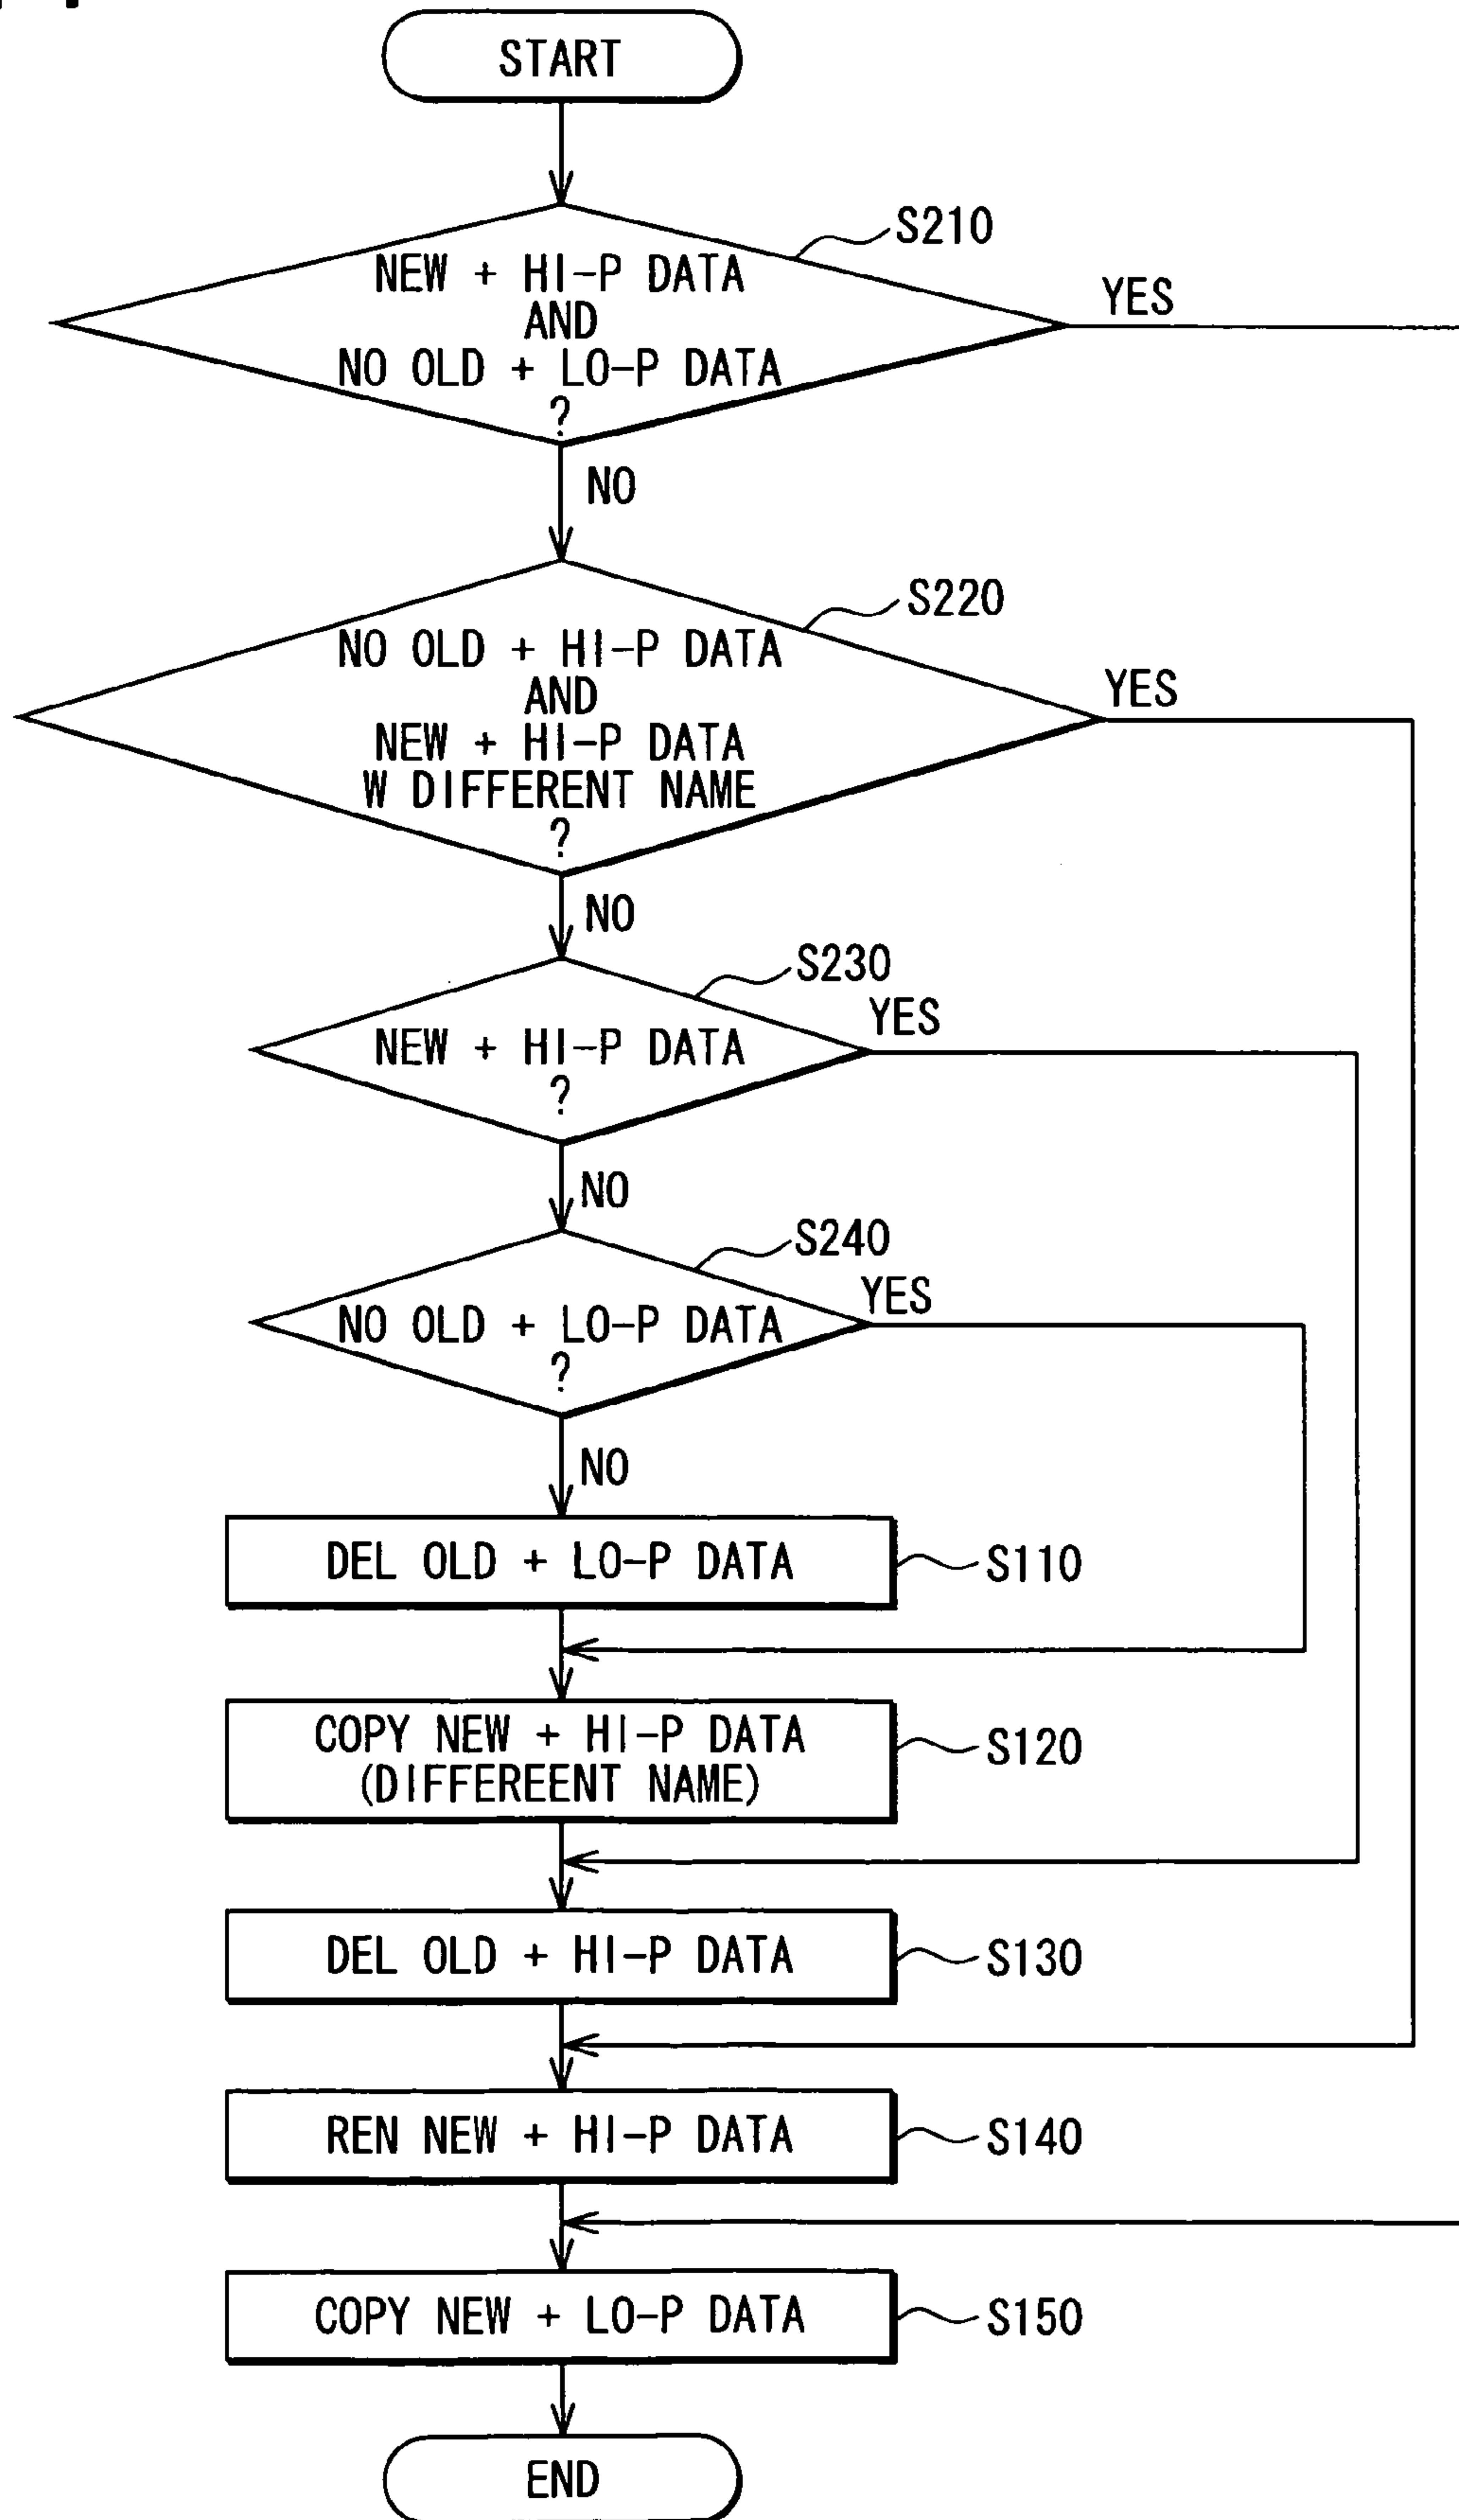 START
S210
NEW + HI-P DATA
AND
NO OLD + LO-P DATA
?
YES
NO
S220
NO OLD + HI-P DATA
AND
NEW + HI-P DATA
W DIFFERENT NAME
?
YES
NO
S230
NEW + HI-P DATA
?
YES
NO
S240
NO OLD + LO-P DATA
?
YES
NO
DEL OLD + LO-P DATA
S110
COPY NEW + HI-P DATA
(DIFFEREENT NAME)
S120
DEL OLD + HI-P DATA
S130
REN NEW + HI-P DATA
S140
COPY NEW + LO-P DATA
S150
END